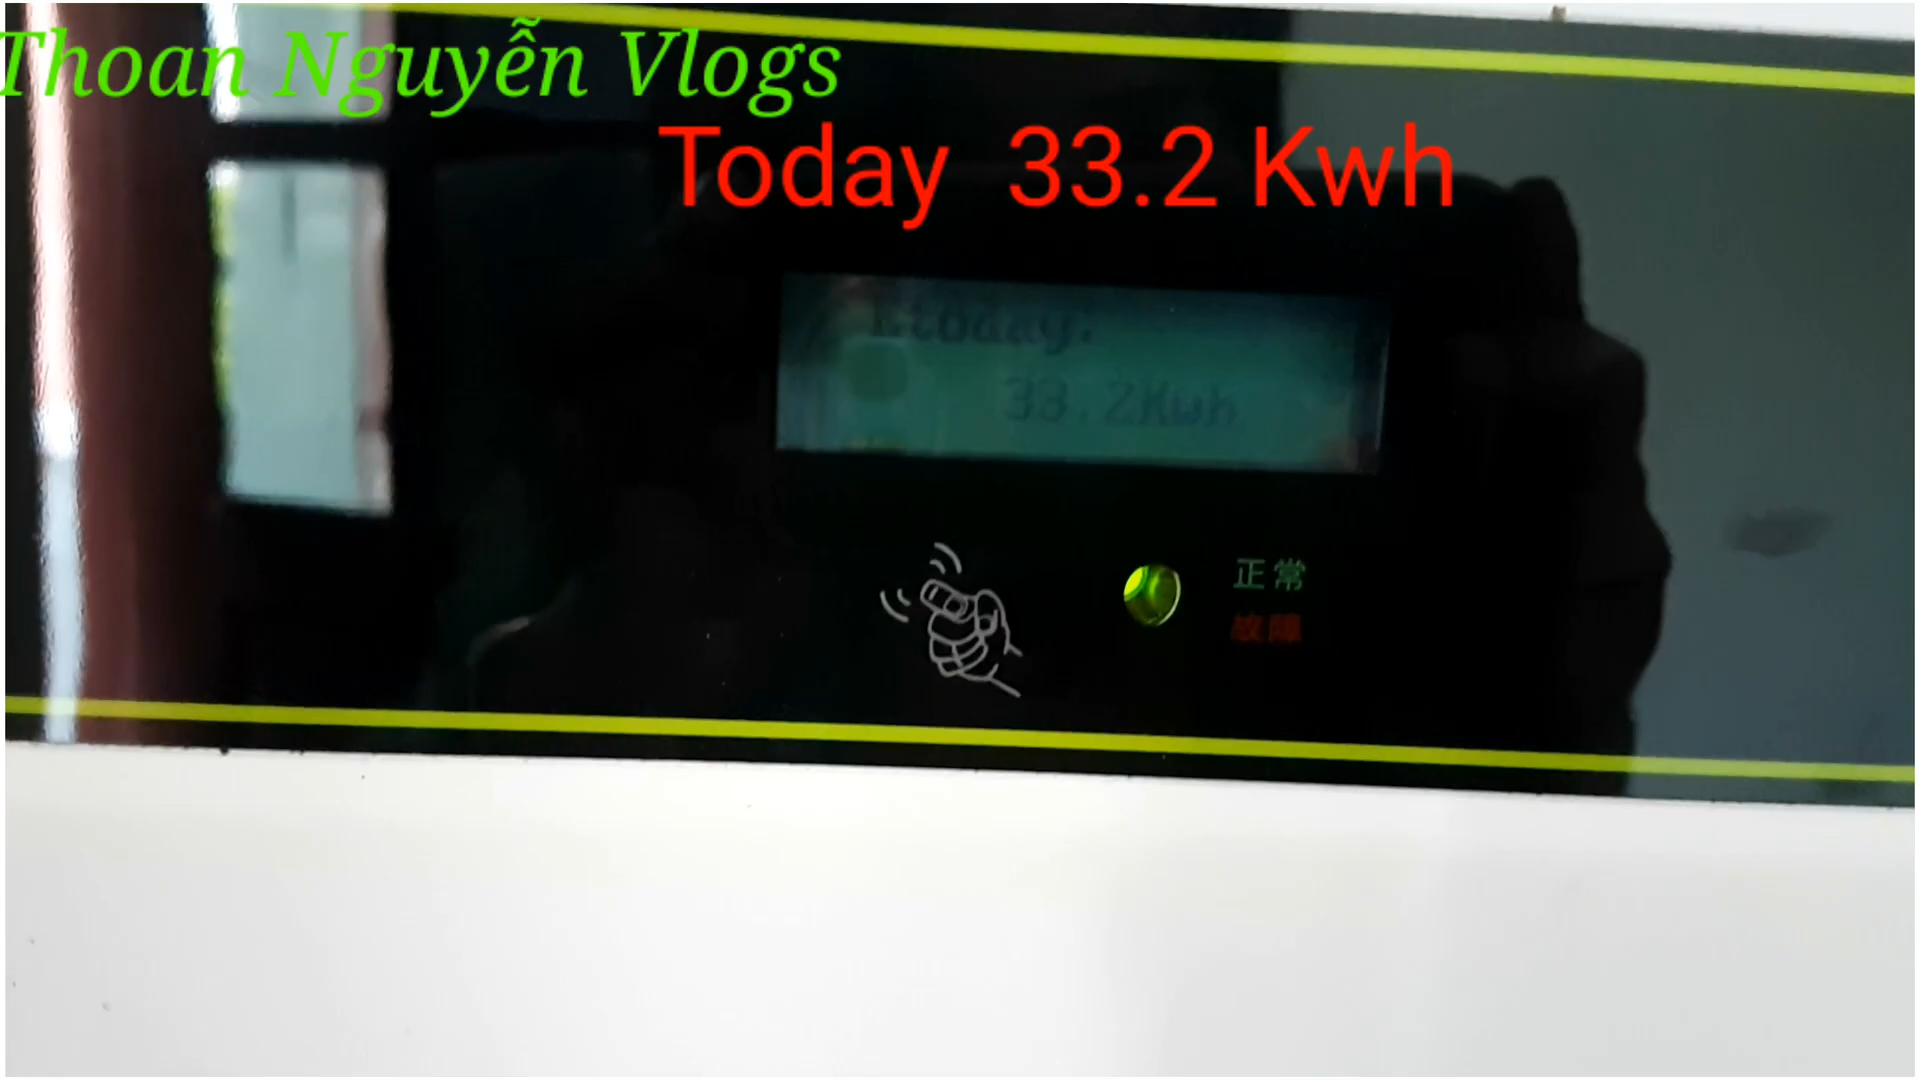 Thoan Nguyễn Vlogs
Today 33.2 Kwh
Etoday:
33.2Kwh
正常
故障